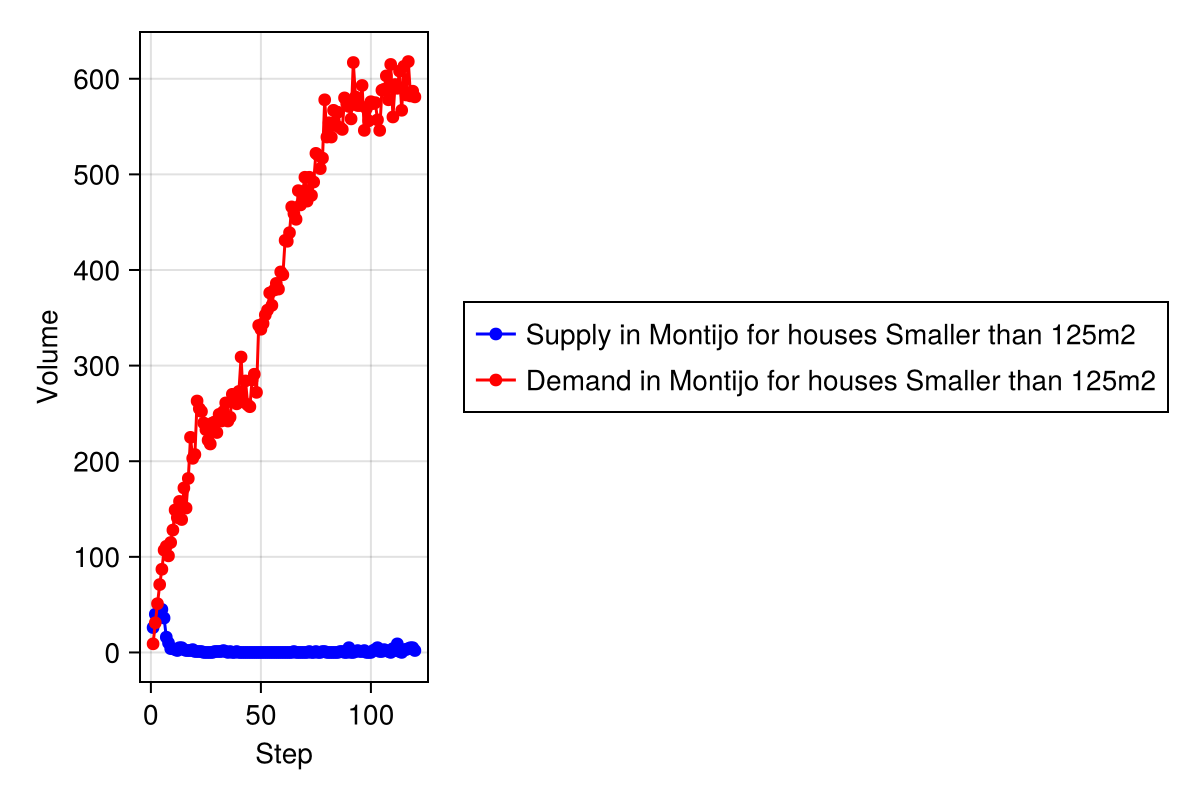 600
500
400
300
200
100
0
Volume
0 50 100
Step
Supply in Montijo for houses Smaller than 125m2
Demand in Montijo for houses Smaller than 125m2